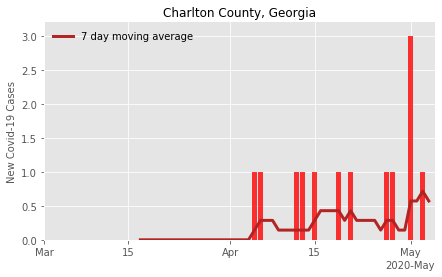 Charlton County, Georgia
7 day moving average
New Covid-19 Cases
3.0
2.5
2.0
1.5
1.0
0.5
0.0
Mar 15 Apr 15 May
2020-May